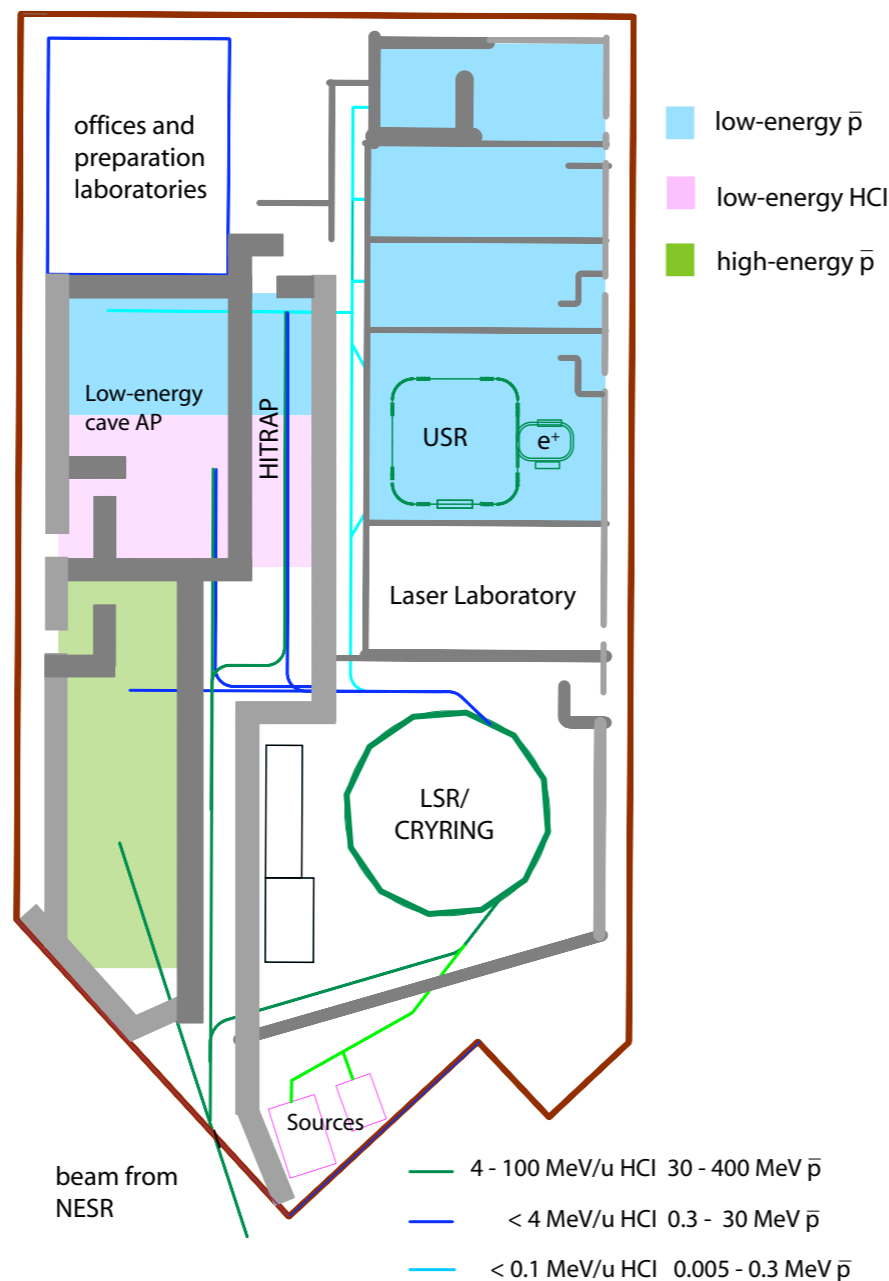 offices and
preparation
laboratories
low-energy p̅
low-energy HCI
high-energy p̅
Low-energy
cave AP
HITRAP
USR
e⁺
Laser Laboratory
LSR/
CRYRING
Sources
beam from
NESR
4 - 100 MeV/u HCI 30 - 400 MeV p̅
< 4 MeV/u HCI 0.3 - 30 MeV p̅
< 0.1 MeV/u HCI 0.005 - 0.3 MeV p̅